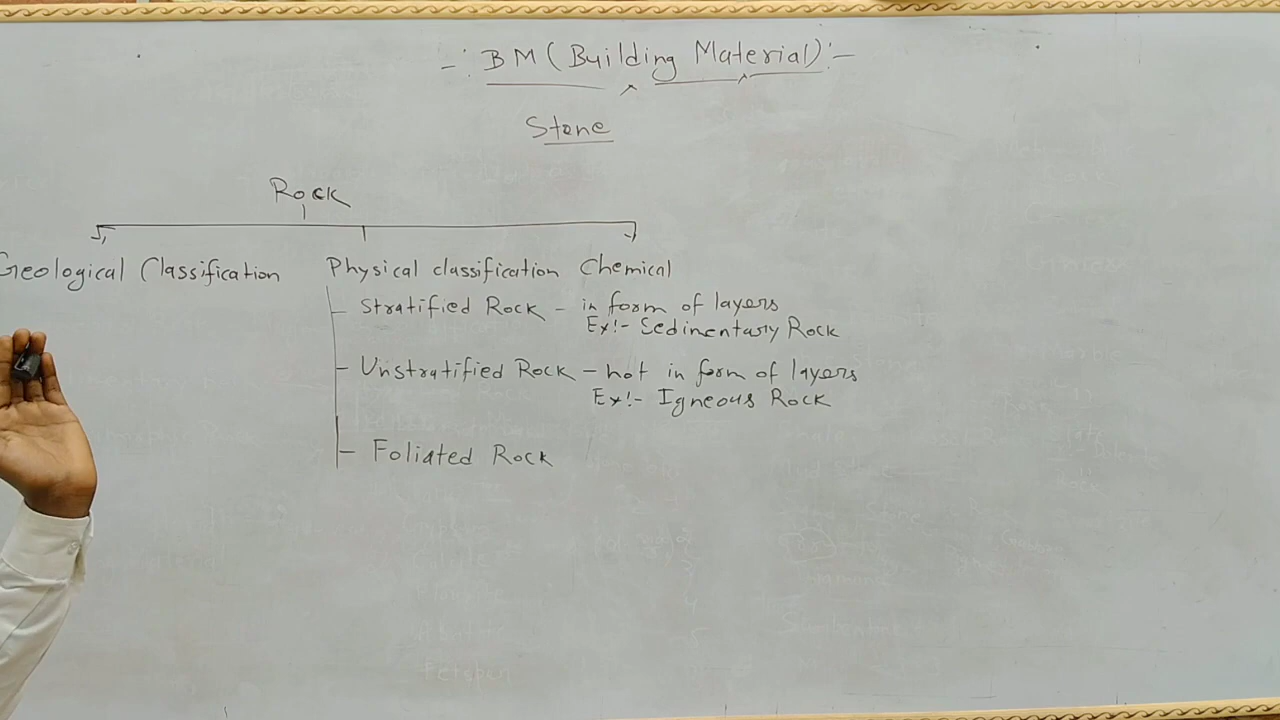 -: BM (Building Material) :-
Stone
Rock
Geological Classification Physical classification Chemical
Stratified Rock - in form of layers
Ex:- Sedimentary Rock
Unstratified Rock - not in form of layers
Ex:- Igneous Rock
Foliated Rock